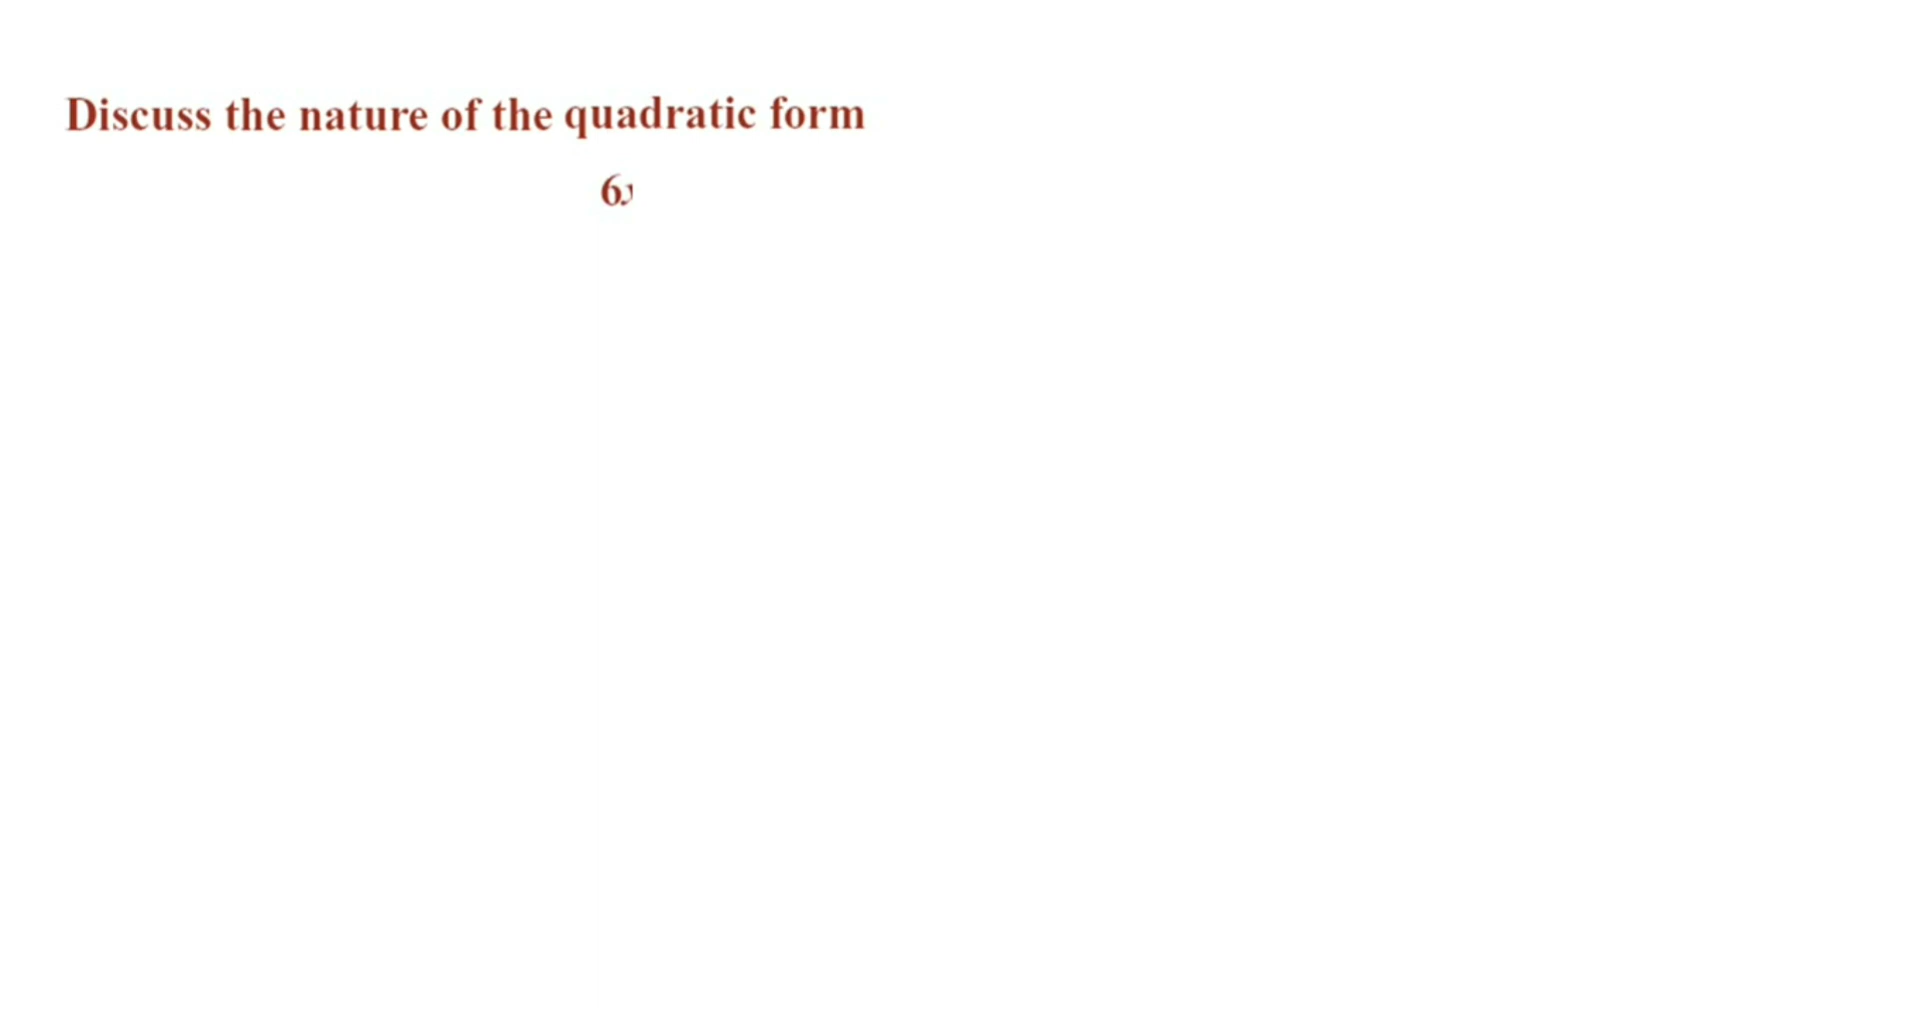 Discuss the nature of the quadratic form
6